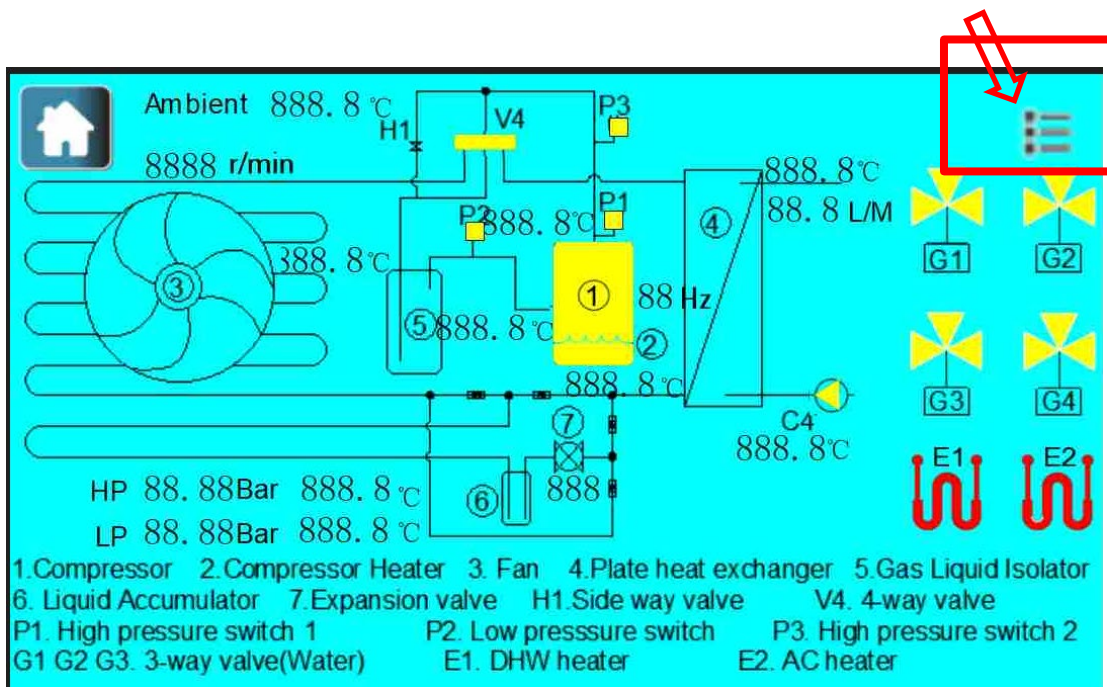 Ambient 888.8℃
H1
V4
P3
8888 r/min
888.8℃
P2
888.8℃
P1
4
88.8 L/M
G1
G2
888.8℃
3
1
88 Hz
5
888.8℃
2
888.8℃
G3
G4
7
C4
888.8℃
E1
E2
HP 88.88Bar 888.8℃
6
888
LP 88.88Bar 888.8℃
1.Compressor 2.Compressor Heater 3. Fan 4.Plate heat exchanger 5.Gas Liquid Isolator
6. Liquid Accumulator 7.Expansion valve H1.Side way valve V4. 4-way valve
P1. High pressure switch 1 P2. Low presssure switch P3. High pressure switch 2
G1 G2 G3. 3-way valve(Water) E1. DHW heater E2. AC heater